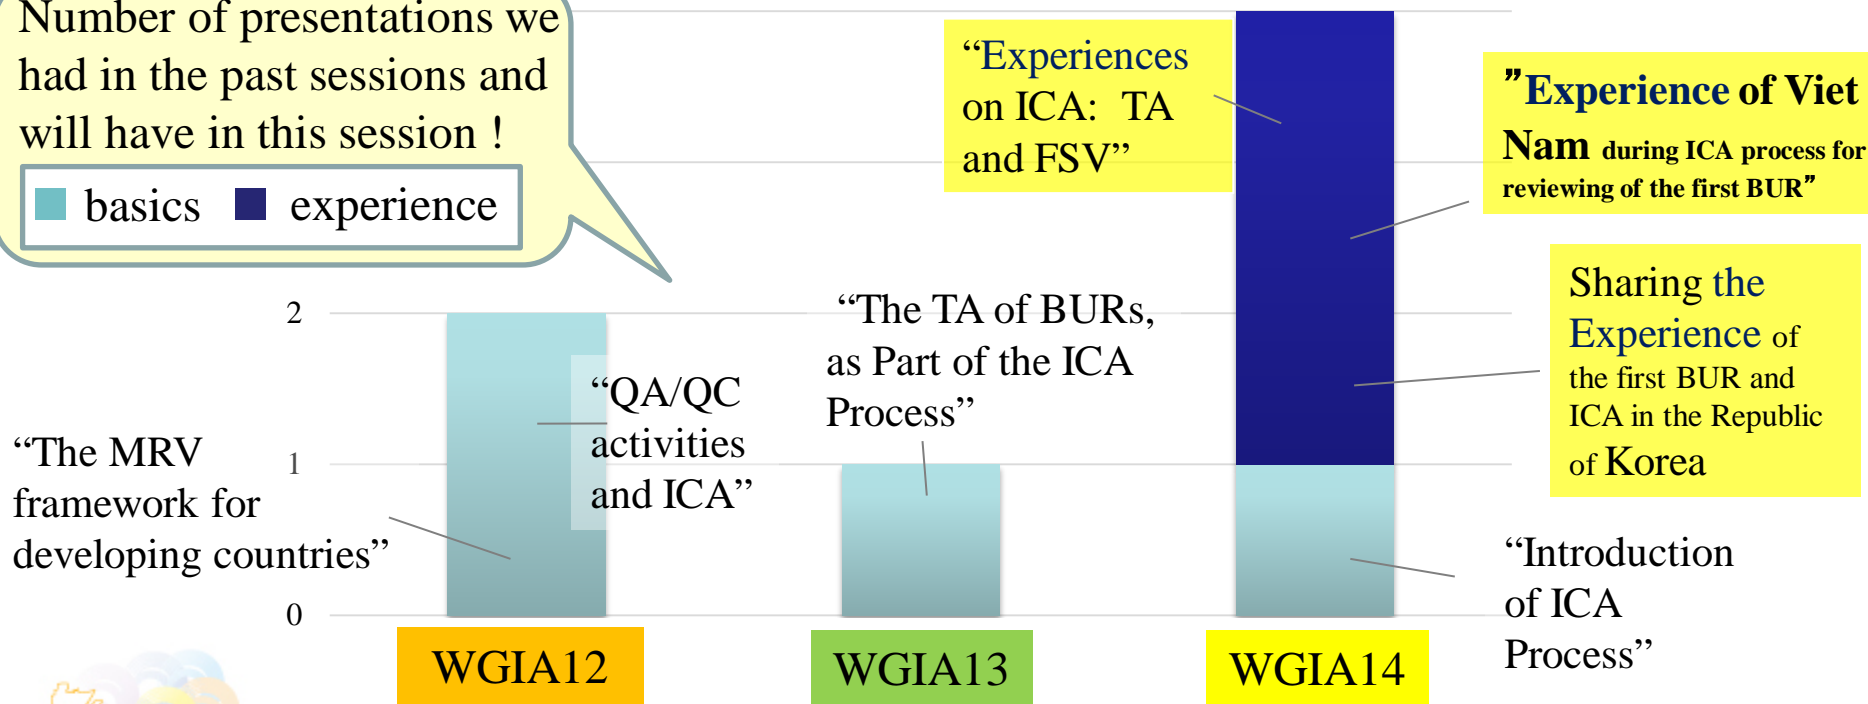 Number of presentations we
had in the past sessions and
will have in this session !
basics experience
“Experiences
on ICA: TA
and FSV”
”Experience of Viet
Nam during ICA process for
reviewing of the first BUR”
Sharing the
Experience of
the first BUR and
ICA in the Republic
of Korea
2
1
0
“The TA of BURs,
as Part of the ICA
Process”
“QA/QC
activities
and ICA”
“The MRV
framework for
developing countries”
“Introduction
of ICA
Process”
WGIA12
WGIA13
WGIA14